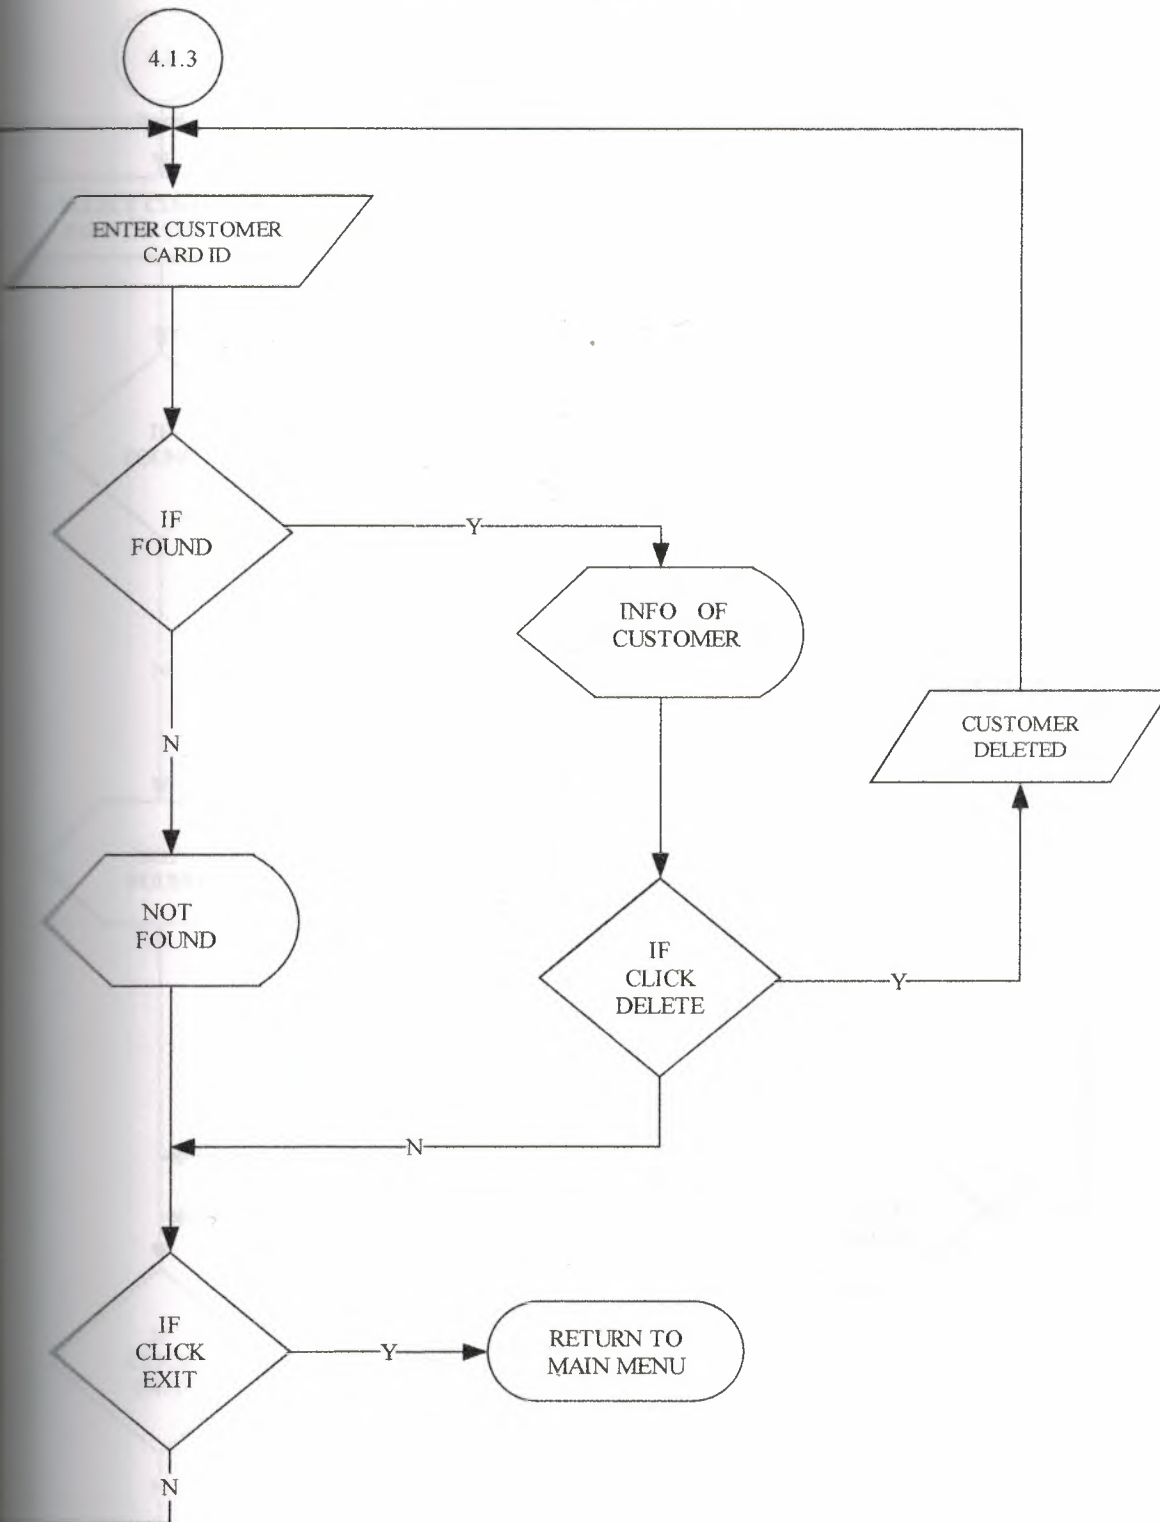 4.1.3
ENTER CUSTOMER
CARD ID
IF
FOUND
Y
INFO OF
CUSTOMER
CUSTOMER
DELETED
N
NOT
FOUND
IF
CLICK
DELETE
Y
N
IF
CLICK
EXIT
Y
RETURN TO
MAIN MENU
N